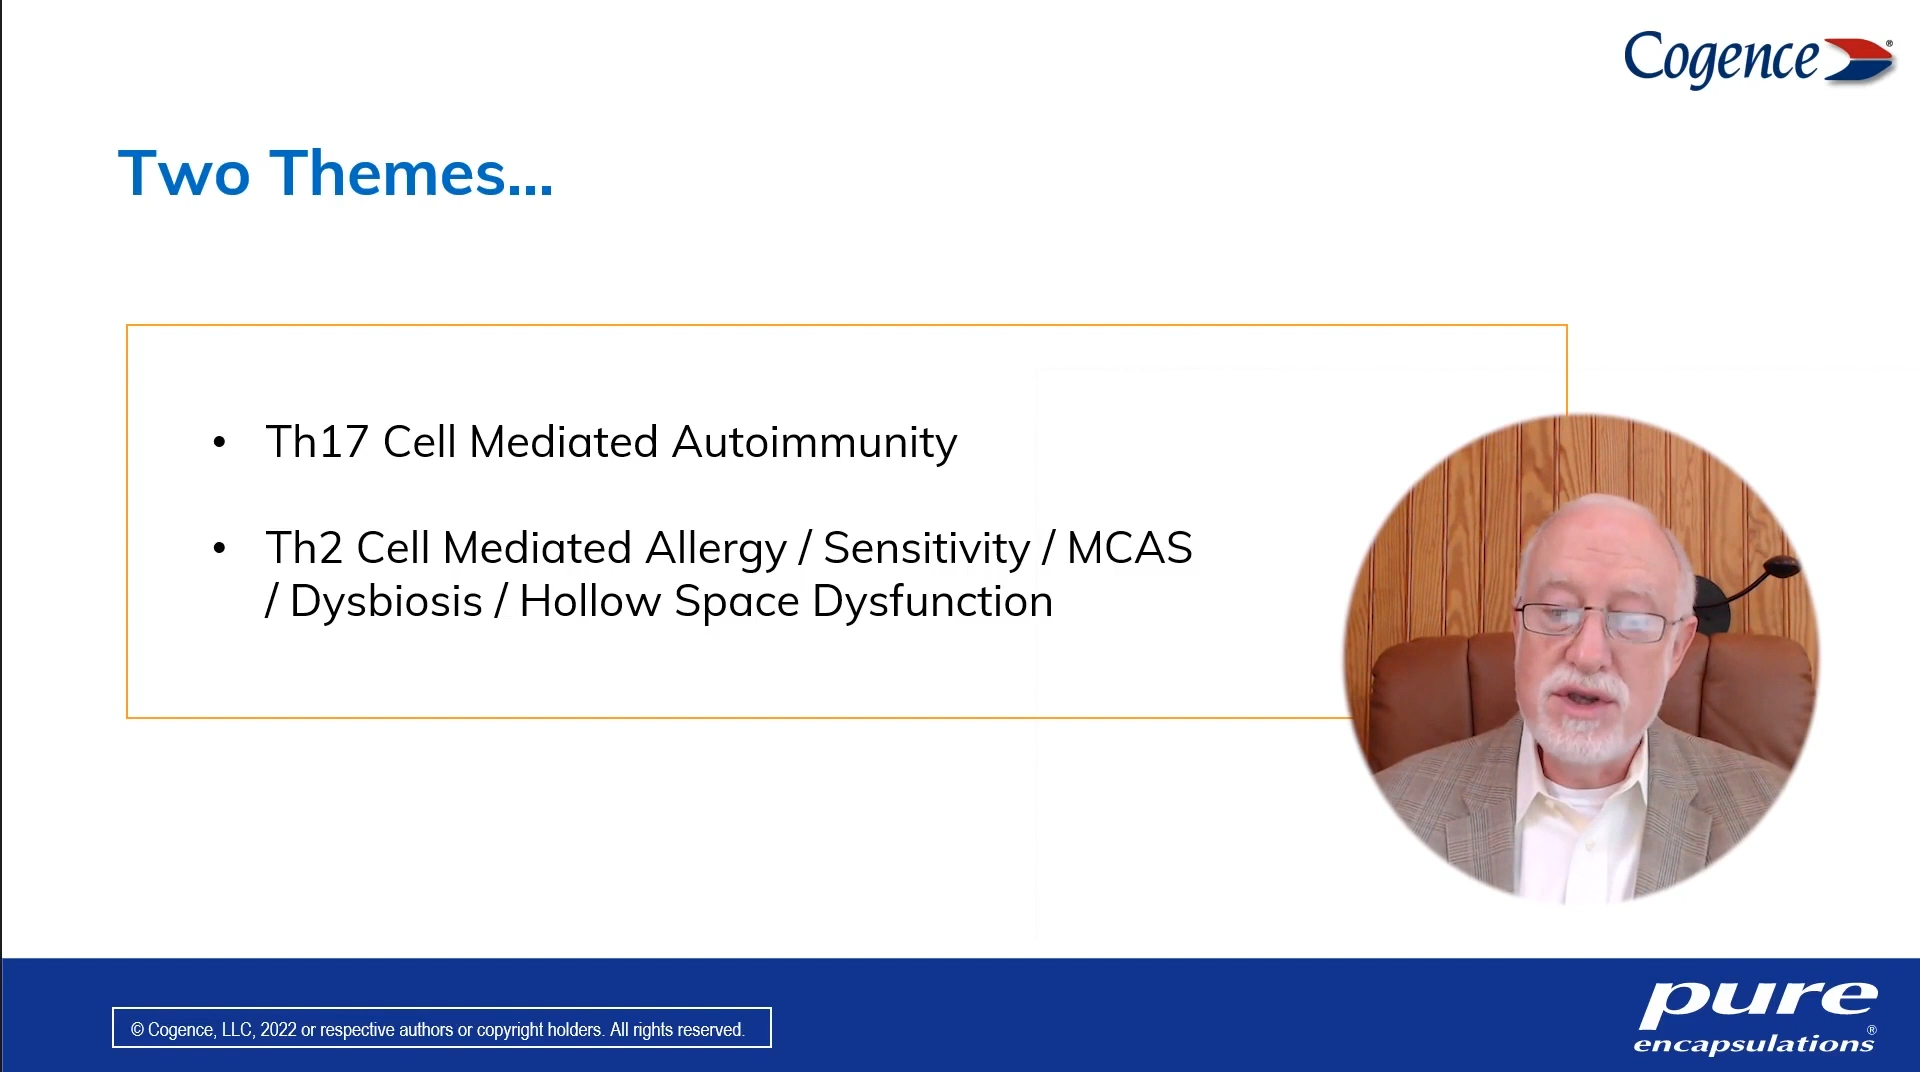 Cogence®
Two Themes...
• Th17 Cell Mediated Autoimmunity
• Th2 Cell Mediated Allergy / Sensitivity / MCAS
/ Dysbiosis / Hollow Space Dysfunction
© Cogence, LLC, 2022 or respective authors or copyright holders. All rights reserved.
pure
encapsulations®